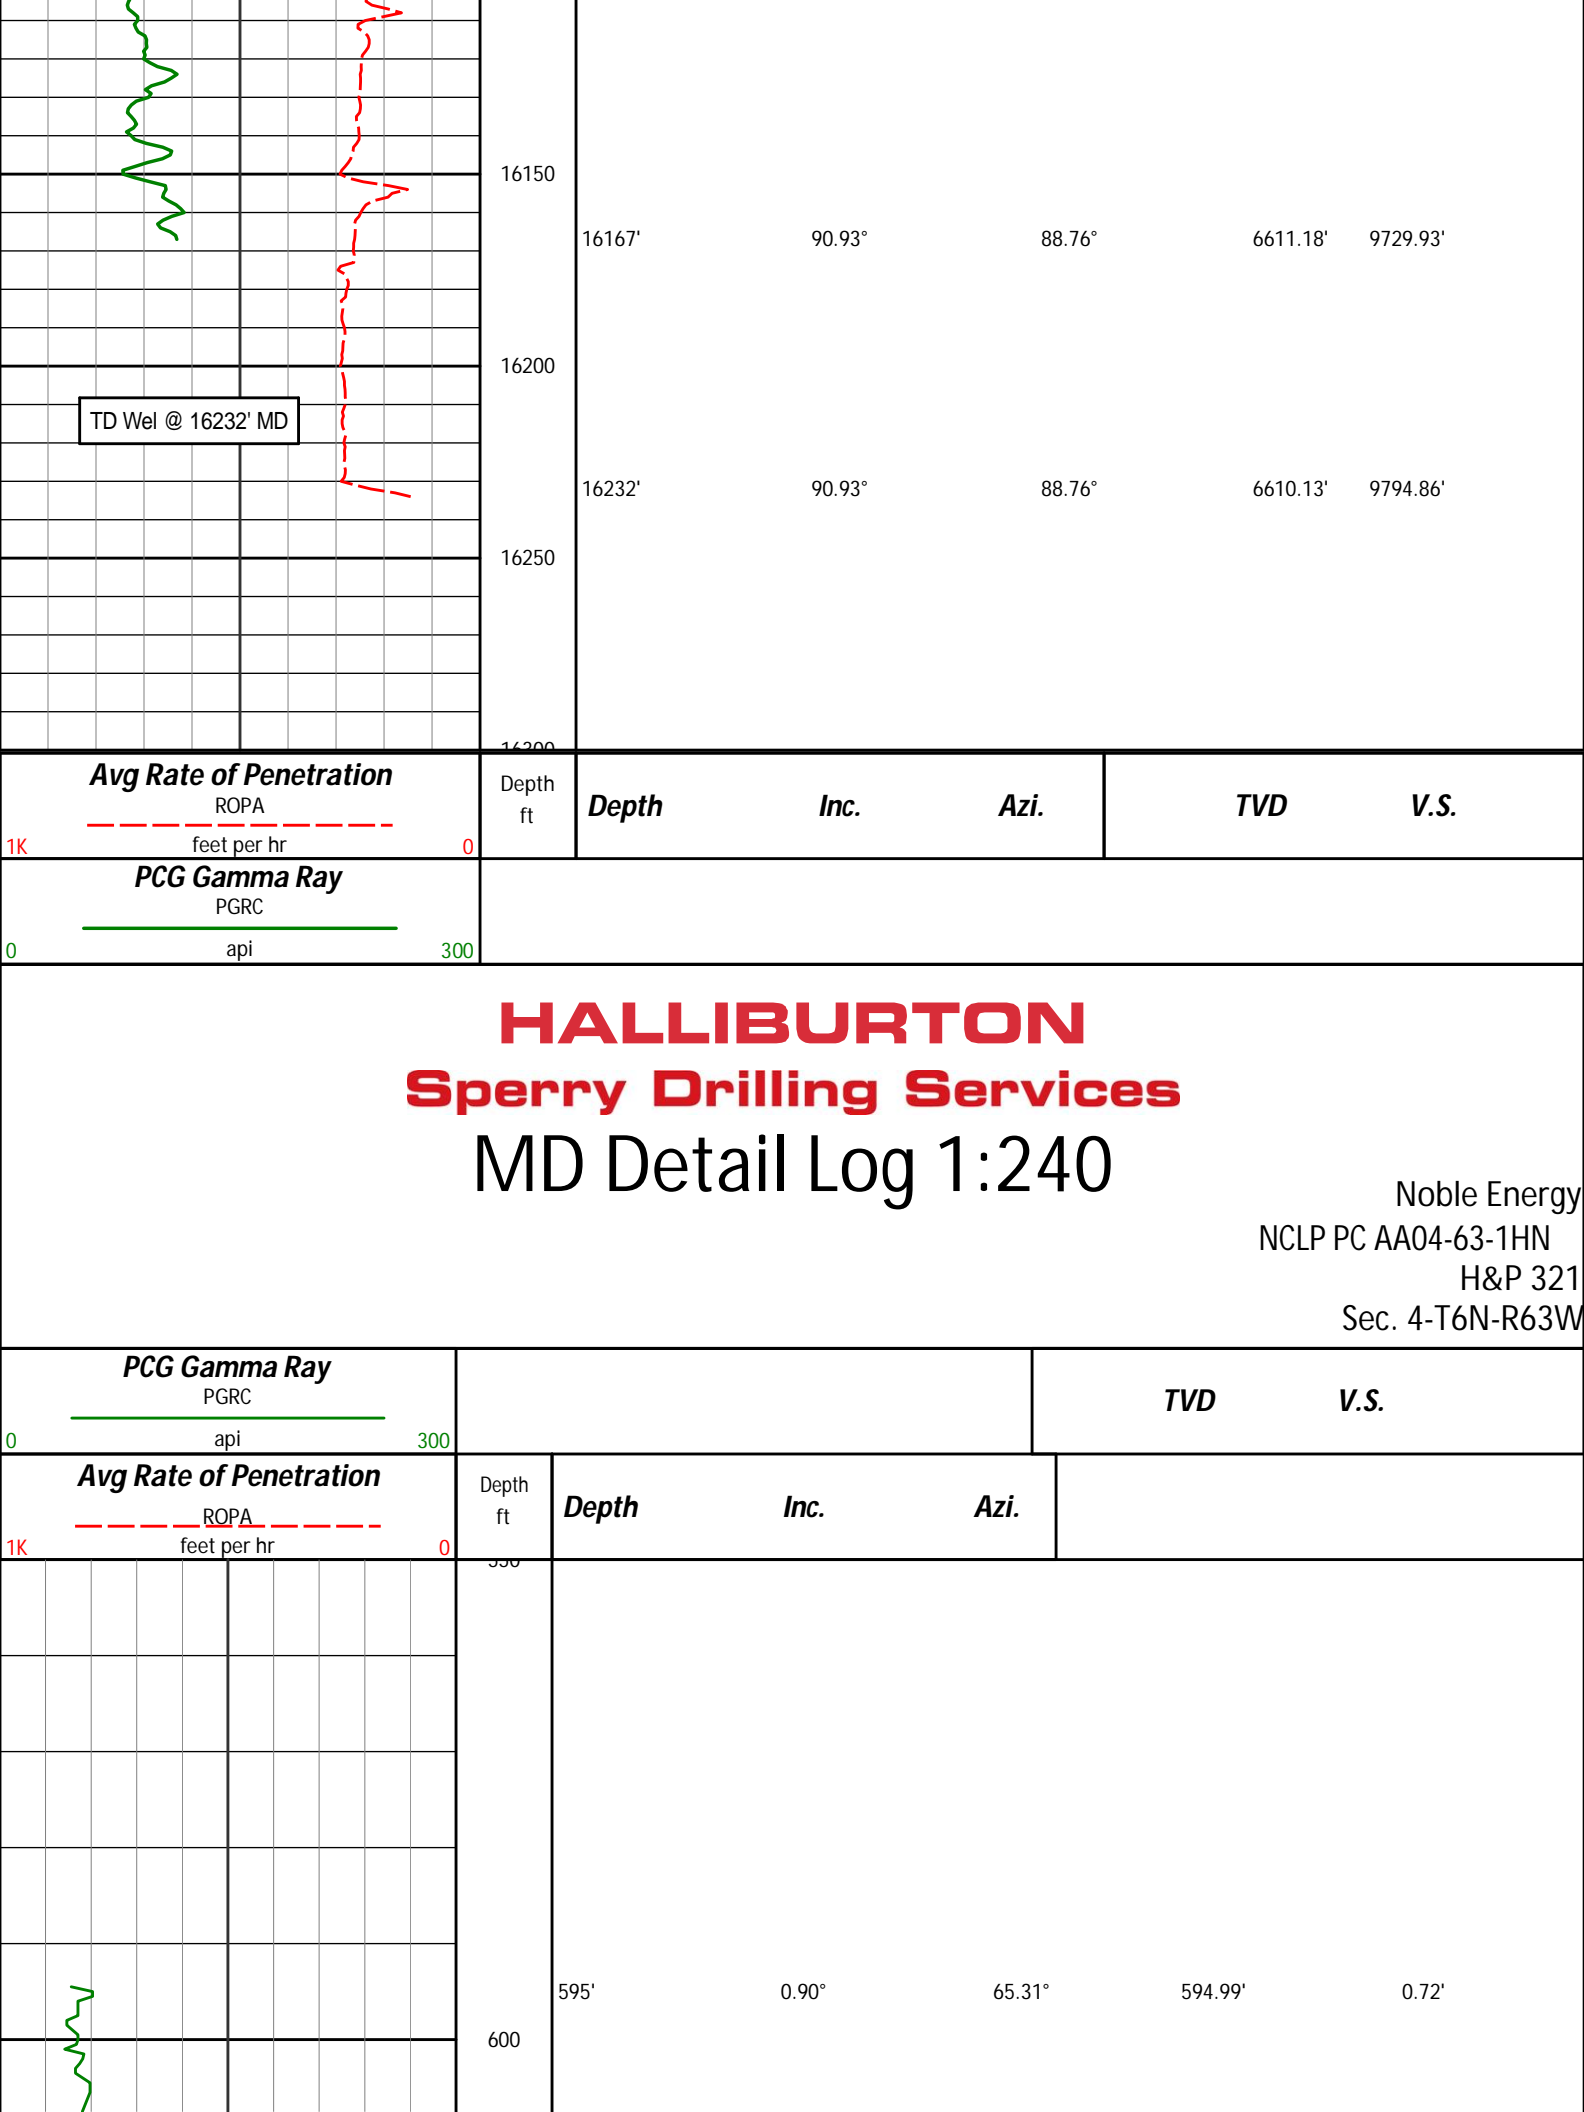 16150
16167' 90.93° 88.76° 6611.18' 9729.93'
16200
TD Wel @ 16232' MD
16232' 90.93° 88.76° 6610.13' 9794.86'
16250
16300
Avg Rate of Penetration
ROPA
1K feet per hr 0
Depth
ft
Depth Inc. Azi. TVD V.S.
PCG Gamma Ray
PGRC
0 api 300
HALLIBURTON
Sperry Drilling Services
MD Detail Log 1:240
Noble Energy
NCLP PC AA04-63-1HN
H&P 321
Sec. 4-T6N-R63W
PCG Gamma Ray
PGRC
0 api 300
TVD V.S.
Avg Rate of Penetration
ROPA
1K feet per hr 0
Depth
ft
Depth Inc. Azi.
550
595' 0.90° 65.31° 594.99' 0.72'
600